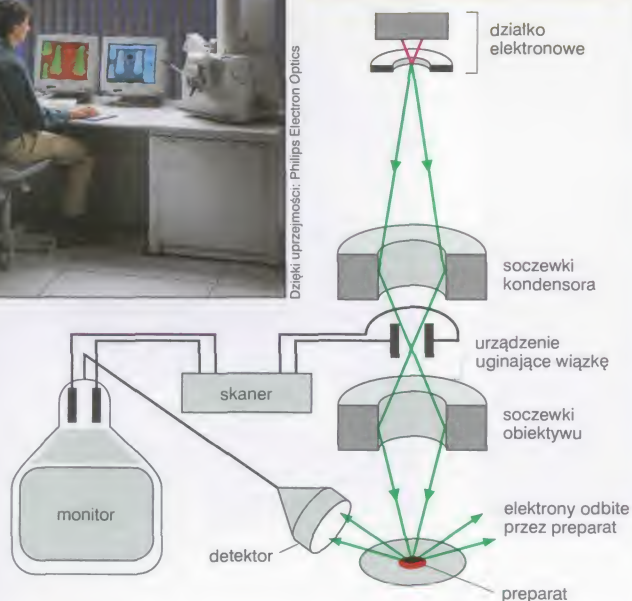 Dzięki uprzejmości: Philips Electron Optics
działko
elektronowe
soczewki
kondensora
urządzenie
uginające wiązkę
skaner
soczewki
obiektywu
monitor
elektrony odbite
przez preparat
detektor
preparat